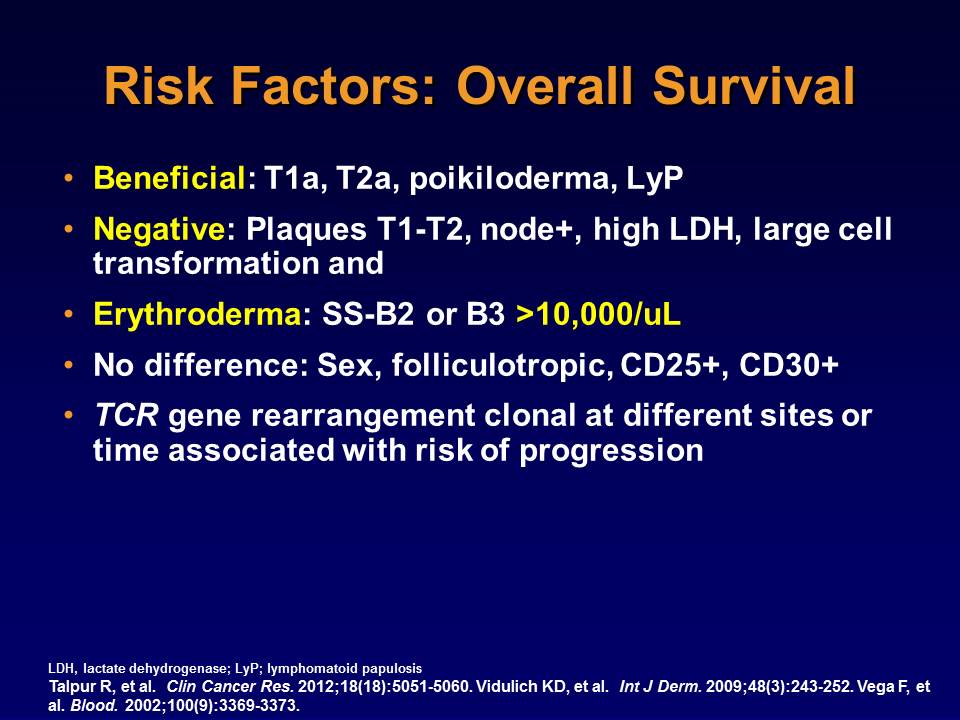 Risk Factors: Overall Survival
• Beneficial: T1a, T2a, poikiloderma, LyP
• Negative: Plaques T1-T2, node+, high LDH, large cell
transformation and
• Erythroderma: SS-B2 or B3 >10,000/uL
• No difference: Sex, folliculotropic, CD25+, CD30+
• TCR gene rearrangement clonal at different sites or
time associated with risk of progression
LDH, lactate dehydrogenase; LyP; lymphomatoid papulosis
Talpur R, et al. Clin Cancer Res. 2012;18(18):5051-5060. Vidulich KD, et al. Int J Derm. 2009;48(3):243-252. Vega F, et
al. Blood. 2002;100(9):3369-3373.